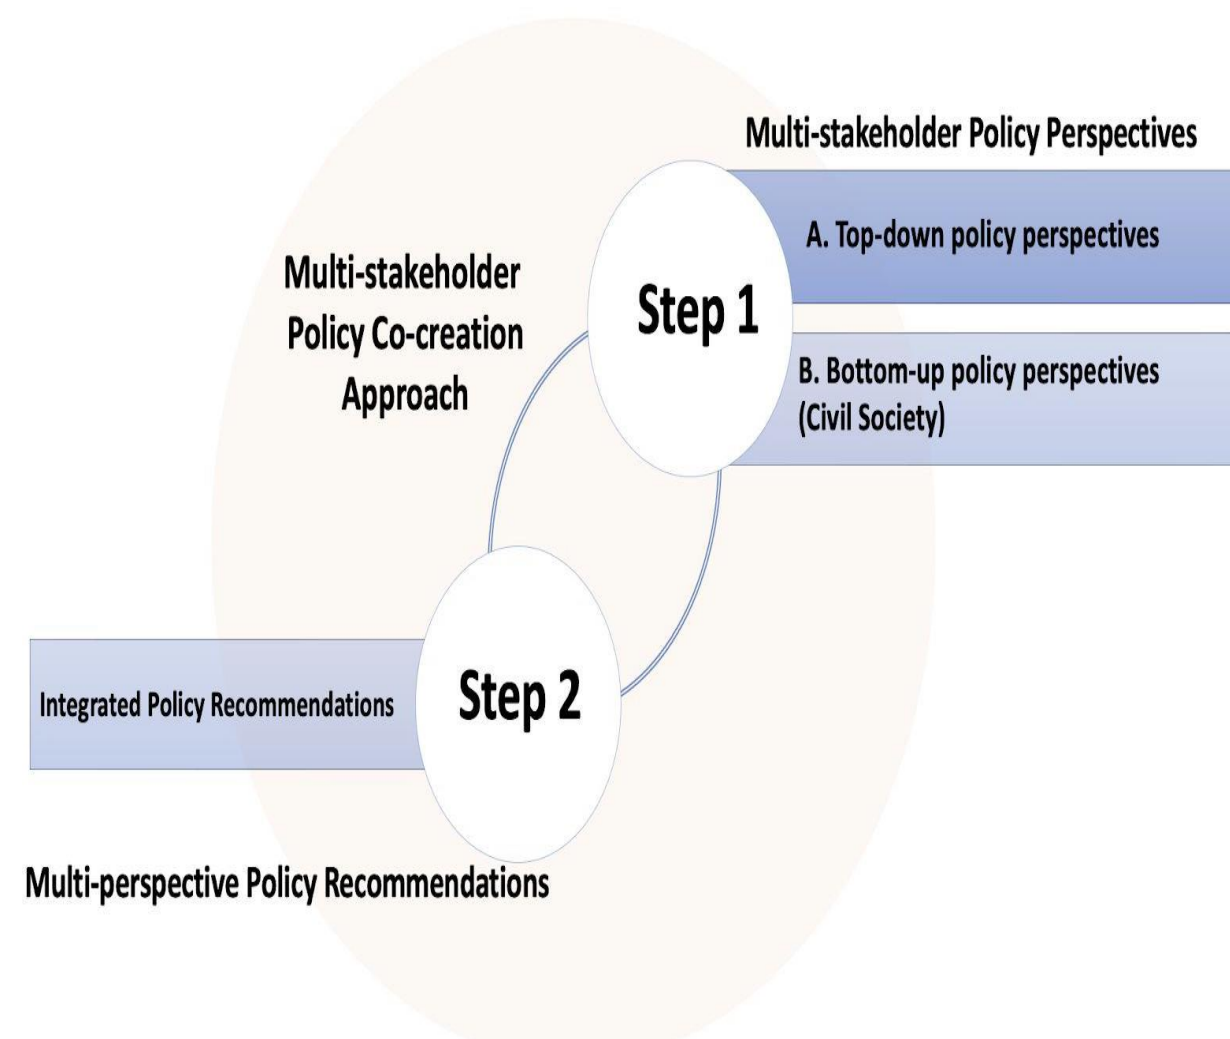 Multi-stakeholder Policy Perspectives
A. Top-down policy perspectives
Multi-stakeholder
Policy Co-creation
Approach
Step 1
B. Bottom-up policy perspectives
(Civil Society)
Step 2
Integrated Policy Recommendations
Multi-perspective Policy Recommendations